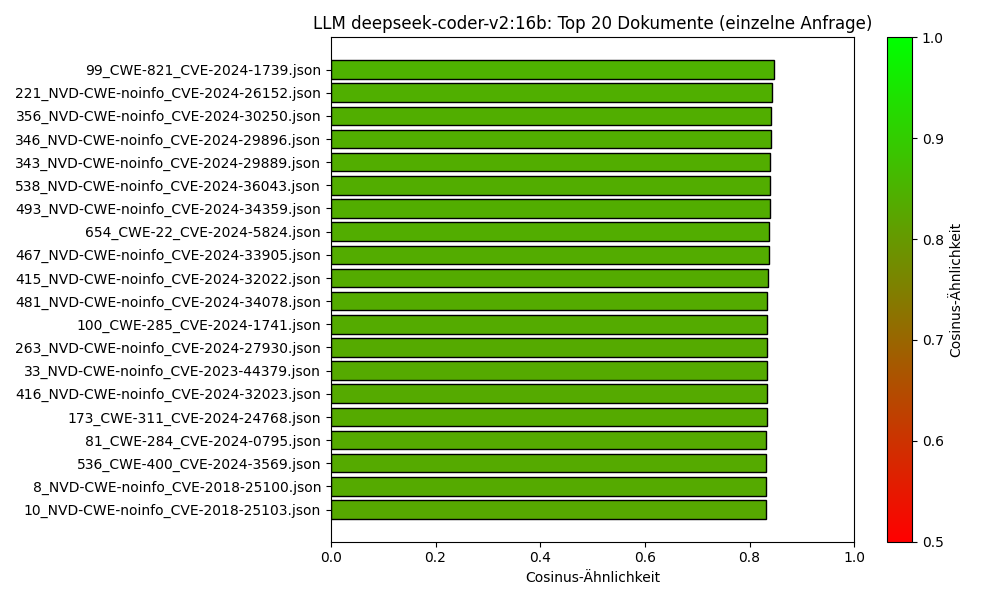 LLM deepseek-coder-v2:16b: Top 20 Dokumente (einzelne Anfrage)
99_CWE-821_CVE-2024-1739.json
221_NVD-CWE-noinfo_CVE-2024-26152.json
356_NVD-CWE-noinfo_CVE-2024-30250.json
346_NVD-CWE-noinfo_CVE-2024-29896.json
343_NVD-CWE-noinfo_CVE-2024-29889.json
538_NVD-CWE-noinfo_CVE-2024-36043.json
493_NVD-CWE-noinfo_CVE-2024-34359.json
654_CWE-22_CVE-2024-5824.json
467_NVD-CWE-noinfo_CVE-2024-33905.json
415_NVD-CWE-noinfo_CVE-2024-32022.json
481_NVD-CWE-noinfo_CVE-2024-34078.json
100_CWE-285_CVE-2024-1741.json
263_NVD-CWE-noinfo_CVE-2024-27930.json
33_NVD-CWE-noinfo_CVE-2023-44379.json
416_NVD-CWE-noinfo_CVE-2024-32023.json
173_CWE-311_CVE-2024-24768.json
81_CWE-284_CVE-2024-0795.json
536_CWE-400_CVE-2024-3569.json
8_NVD-CWE-noinfo_CVE-2018-25100.json
10_NVD-CWE-noinfo_CVE-2018-25103.json
0.0 0.2 0.4 0.6 0.8 1.0
Cosinus-Ähnlichkeit
1.0
0.9
0.8
0.7
0.6
0.5
Cosinus-Ähnlichkeit